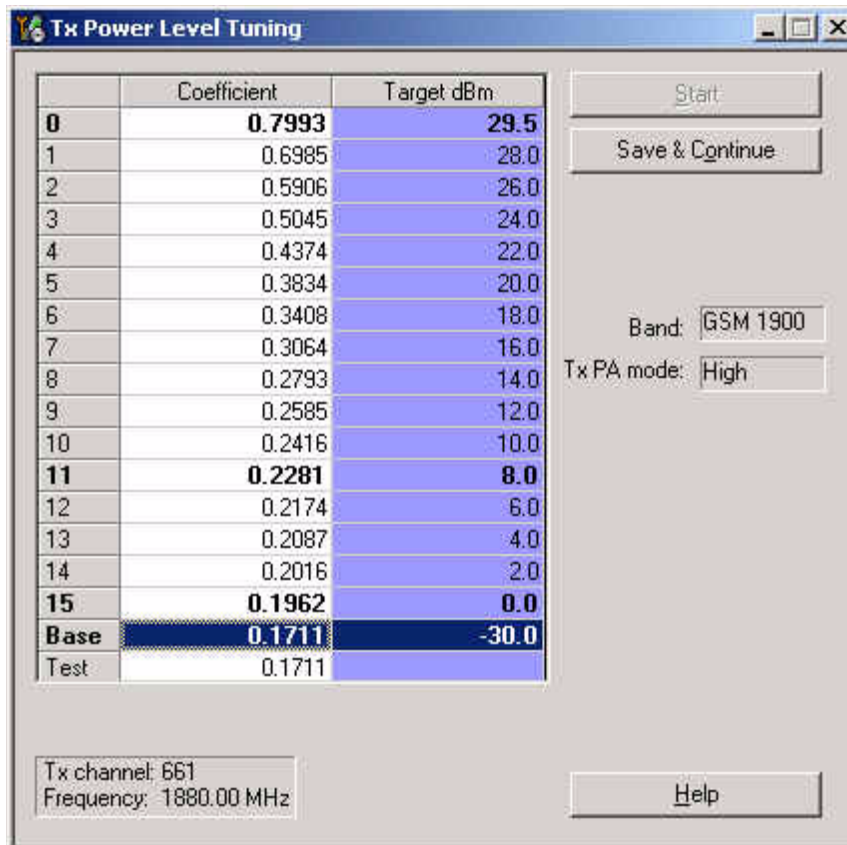 Tx Power Level Tuning
Coefficient Target dBm
0 0.7993 29.5
1 0.6985 28.0
2 0.5906 26.0
3 0.5045 24.0
4 0.4374 22.0
5 0.3834 20.0
6 0.3408 18.0
7 0.3064 16.0
8 0.2793 14.0
9 0.2585 12.0
10 0.2416 10.0
11 0.2281 8.0
12 0.2174 6.0
13 0.2087 4.0
14 0.2016 2.0
15 0.1962 0.0
Base 0.1711 -30.0
Test 0.1711
Start
Save & Continue
Band: GSM 1900
Tx PA mode: High
Tx channel: 661
Frequency: 1880.00 MHz
Help